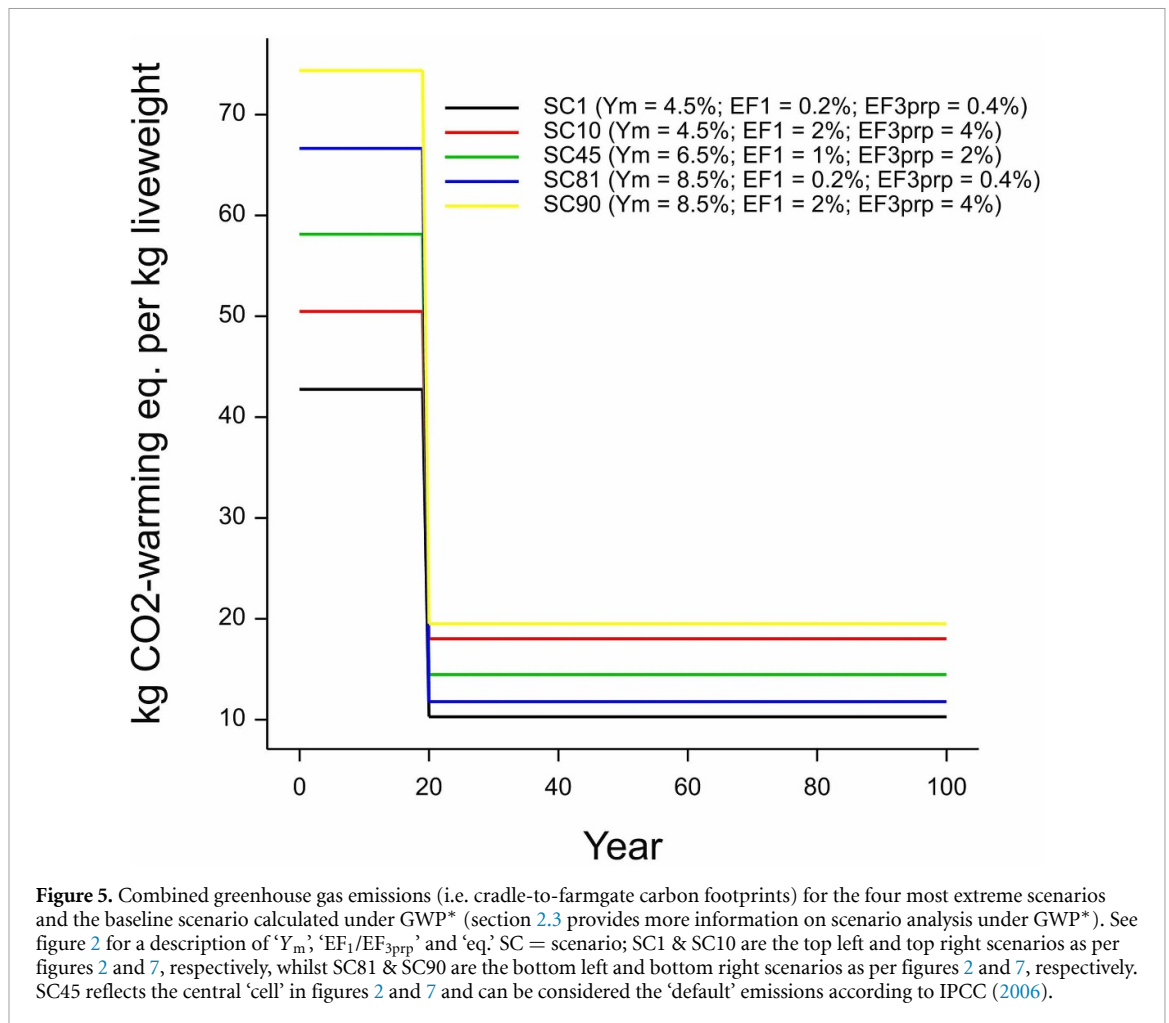 kg CO2-warming eq. per kg liveweight
70
60
50
40
30
20
10
SC1 (Ym = 4.5%; EF1 = 0.2%; EF3prp = 0.4%)
SC10 (Ym = 4.5%; EF1 = 2%; EF3prp = 4%)
SC45 (Ym = 6.5%; EF1 = 1%; EF3prp = 2%)
SC81 (Ym = 8.5%; EF1 = 0.2%; EF3prp = 0.4%)
SC90 (Ym = 8.5%; EF1 = 2%; EF3prp = 4%)
0 20 40 60 80 100
Year
Figure 5. Combined greenhouse gas emissions (i.e. cradle-to-farmgate carbon footprints) for the four most extreme scenarios
and the baseline scenario calculated under GWP* (section 2.3 provides more information on scenario analysis under GWP*). See
figure 2 for a description of ‘Yₘ’, ‘EF₁/EF₃ₚᵣₚ’ and ‘eq.’ SC = scenario; SC1 & SC10 are the top left and top right scenarios as per
figures 2 and 7, respectively, whilst SC81 & SC90 are the bottom left and bottom right scenarios as per figures 2 and 7, respectively.
SC45 reflects the central ‘cell’ in figures 2 and 7 and can be considered the ‘default’ emissions according to IPCC (2006).